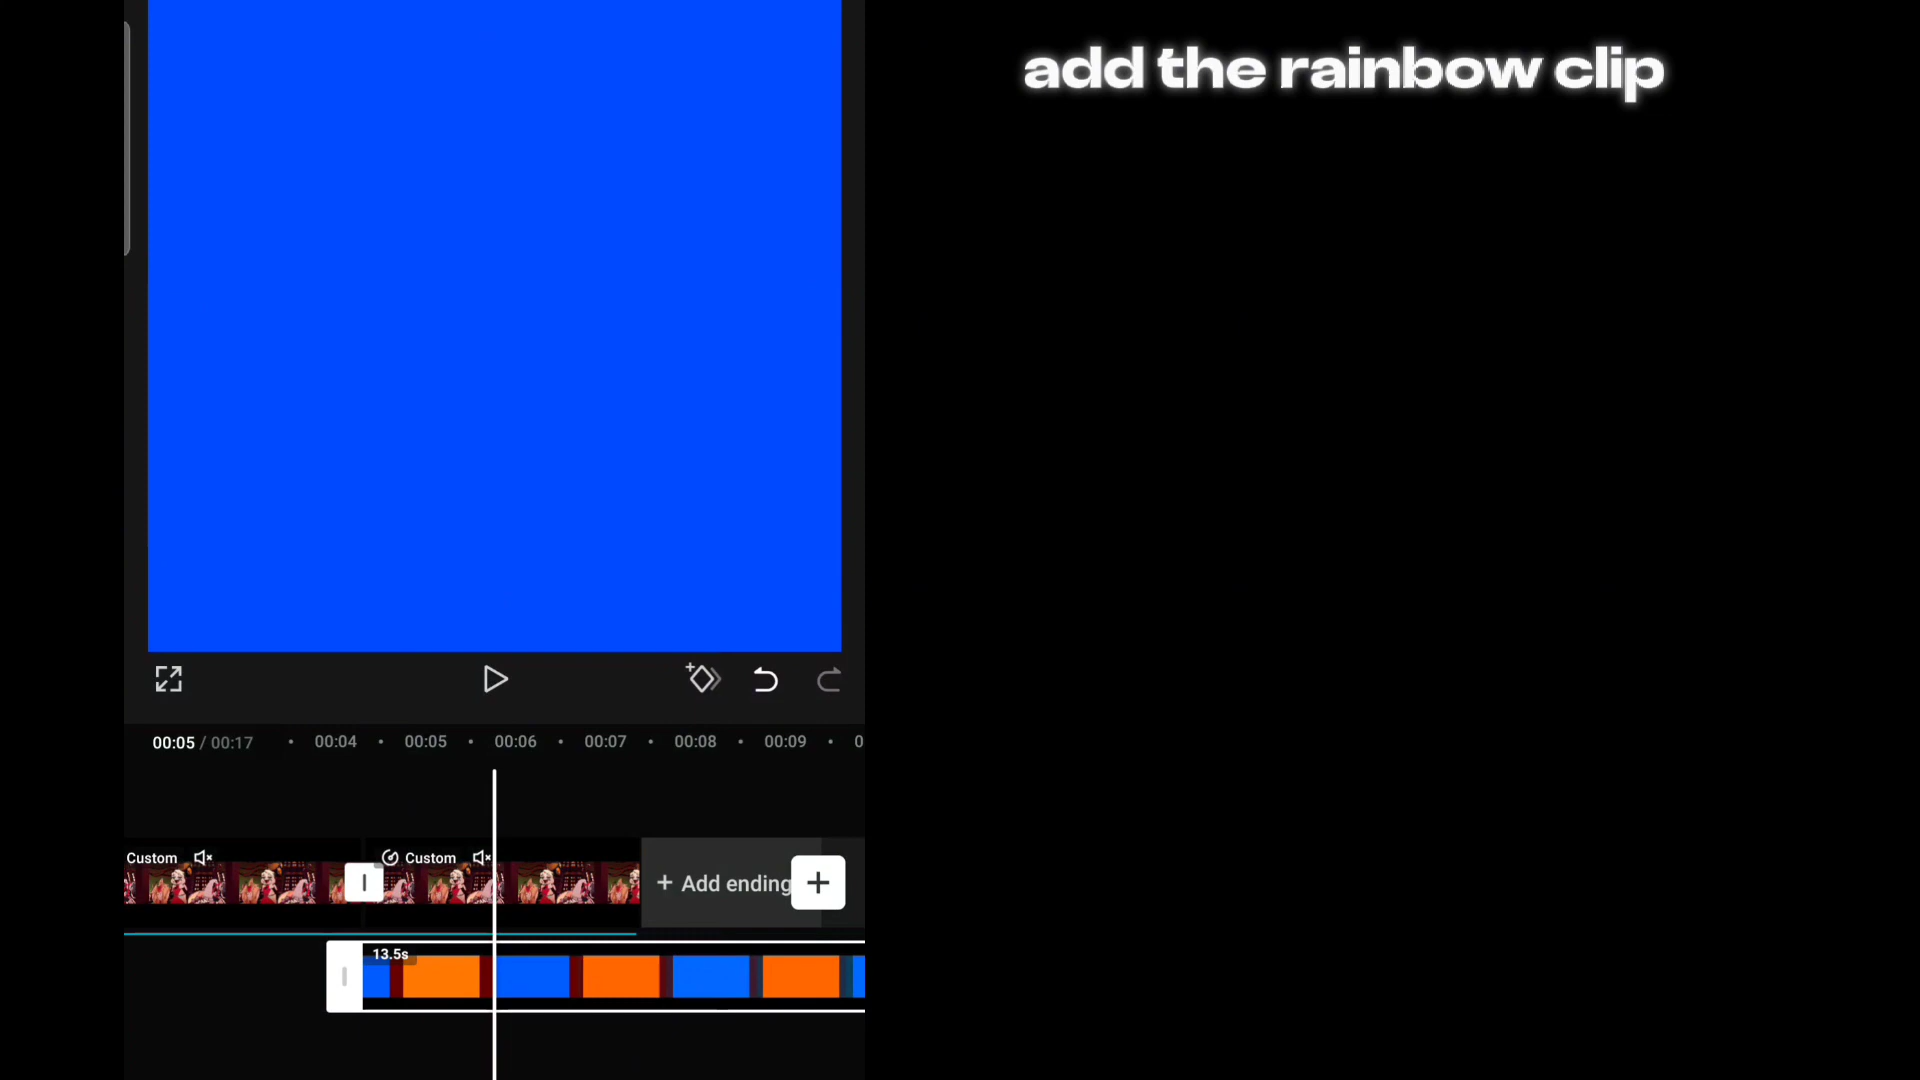 add the rainbow clip
00:05 / 00:17
00:04
00:05
00:06
00:07
00:08
00:09
0
Custom
Custom
+ Add ending
13.5s